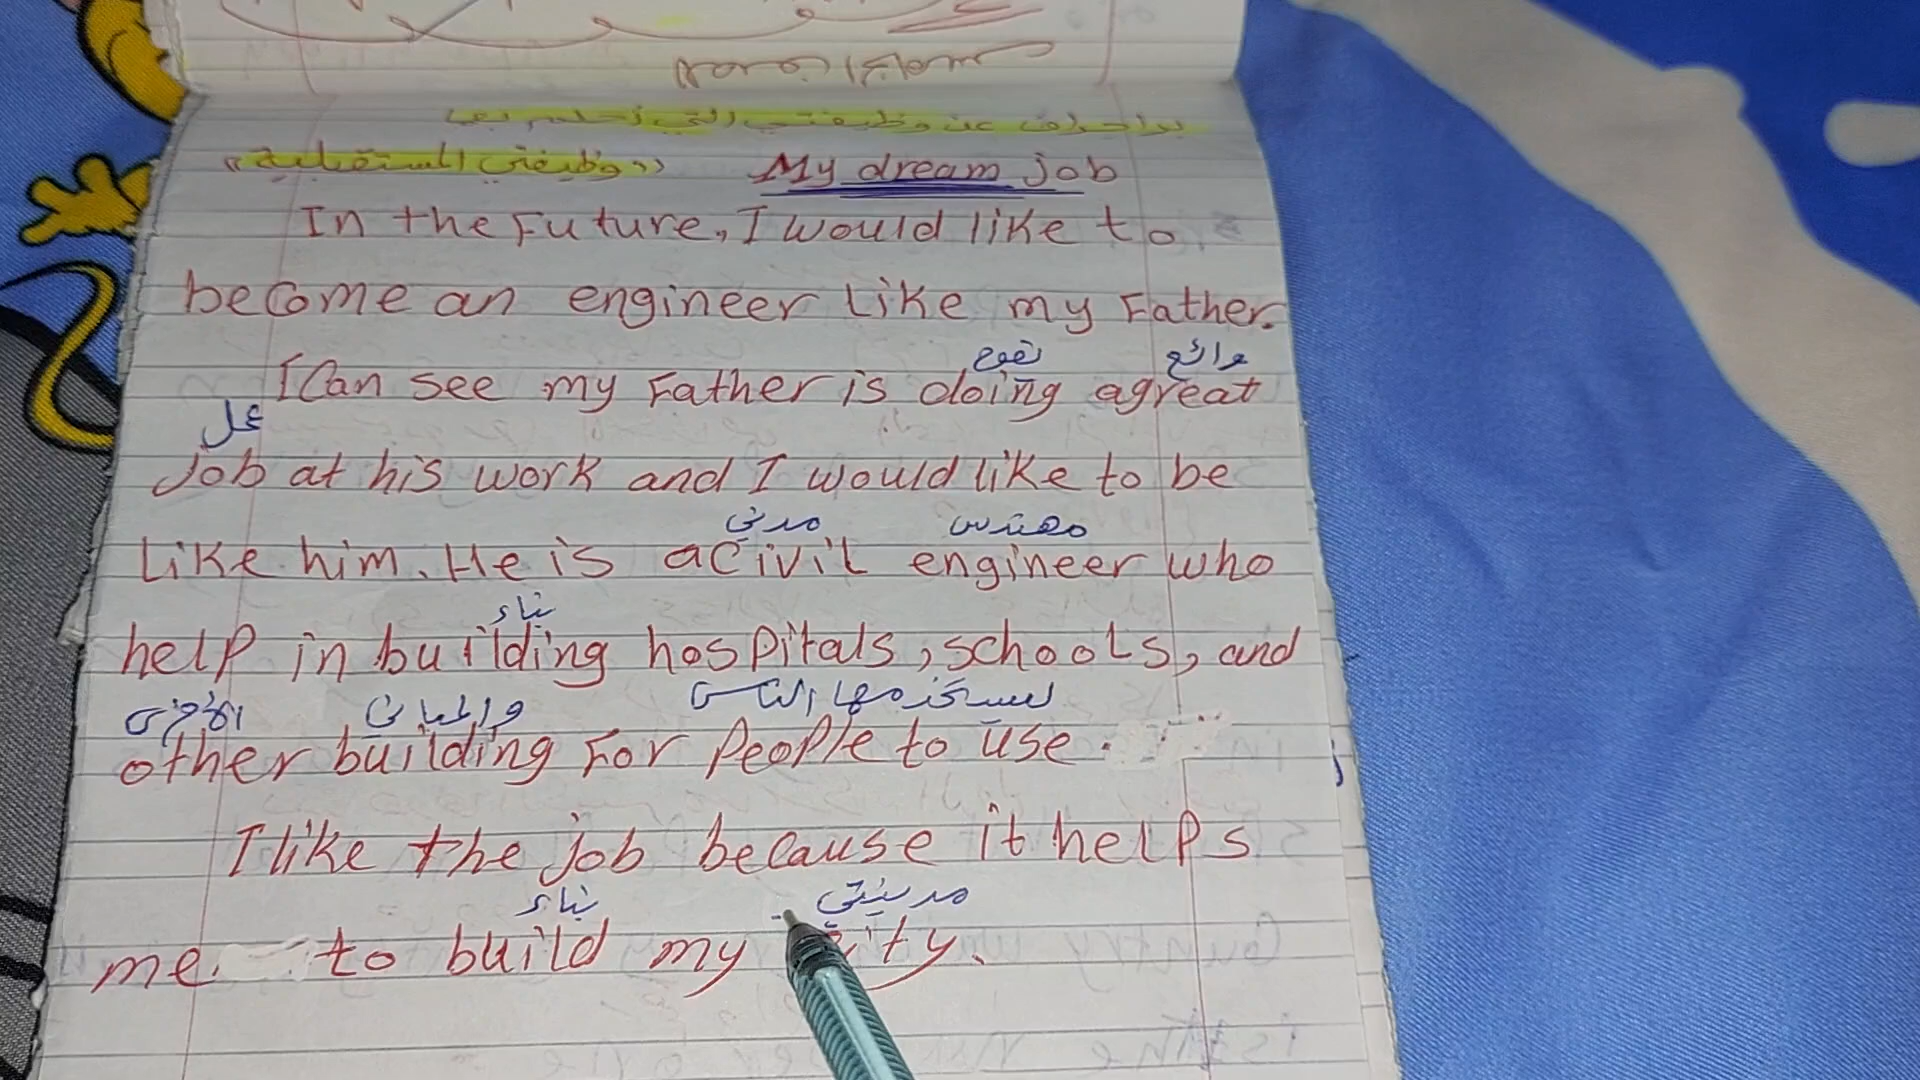 براجراف عن وظيفتي التي أحلم بها
My dream job «وظيفتي المستقبلية»
In the Future, I would like to
become an engineer like my Father.
يقوم رائع
I Can see my Father is doing a great
عمل
Job at his work and I would like to be
مدني مهندس
Like him. He is a Civil engineer who
بناء
help in building hospitals, schools, and
الأخرى والمباني ليستخدمها الناس
other building For People to use.
I like the job because it helps
بناء مدينتي
me to build my city.